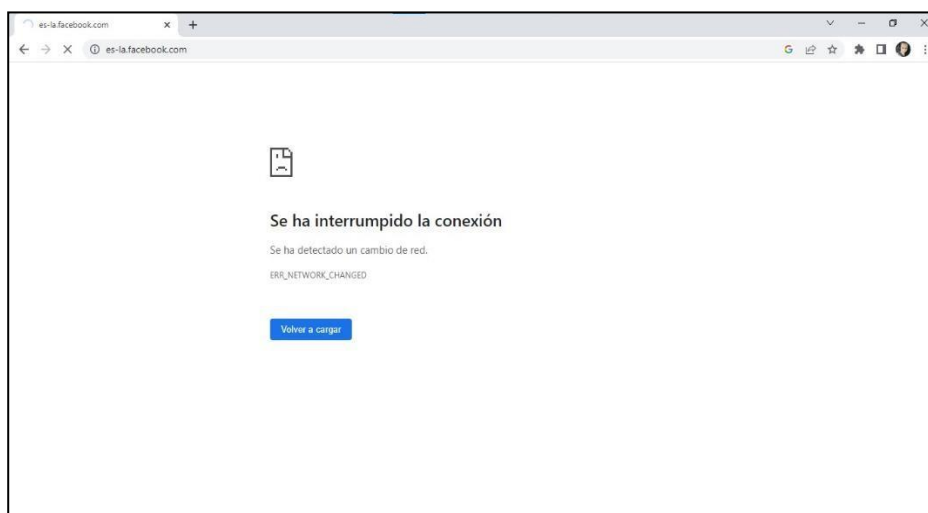 es-la.facebook.com
es-la.facebook.com
Se ha interrumpido la conexión
Se ha detectado un cambio de red.
ERR_NETWORK_CHANGED
Volver a cargar